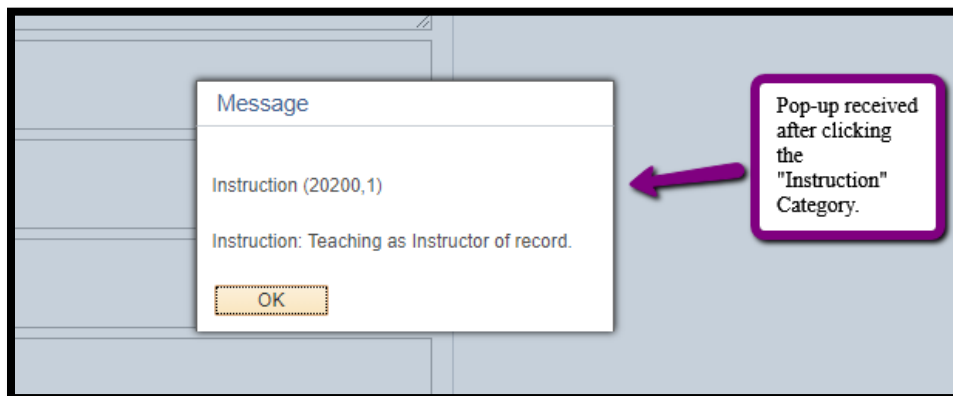 Message
Instruction (20200,1)
Instruction: Teaching as Instructor of record.
OK
Pop-up received
after clicking
the
"Instruction"
Category.